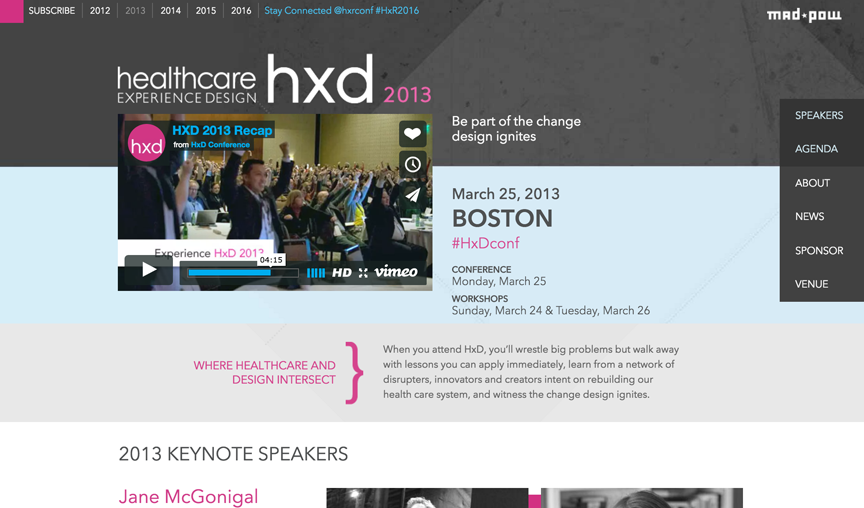 SUBSCRIBE 2012 2013 2014 2015 2016 Stay Connected @hxrconf #HxR2016
mad*pow
healthcare
EXPERIENCE DESIGN
hxd 2013
hxd
HXD 2013 Recap
from HxD Conference
Experience HxD 2013
04:15
HD vimeo
Be part of the change
design ignites
March 25, 2013
BOSTON
#HxDconf
CONFERENCE
Monday, March 25
WORKSHOPS
Sunday, March 24 & Tuesday, March 26
SPEAKERS
AGENDA
ABOUT
NEWS
SPONSOR
VENUE
WHERE HEALTHCARE AND
DESIGN INTERSECT
}
When you attend HxD, you'll wrestle big problems but walk away
with lessons you can apply immediately, learn from a network of
disrupters, innovators and creators intent on rebuilding our
health care system, and witness the change design ignites.
2013 KEYNOTE SPEAKERS
Jane McGonigal